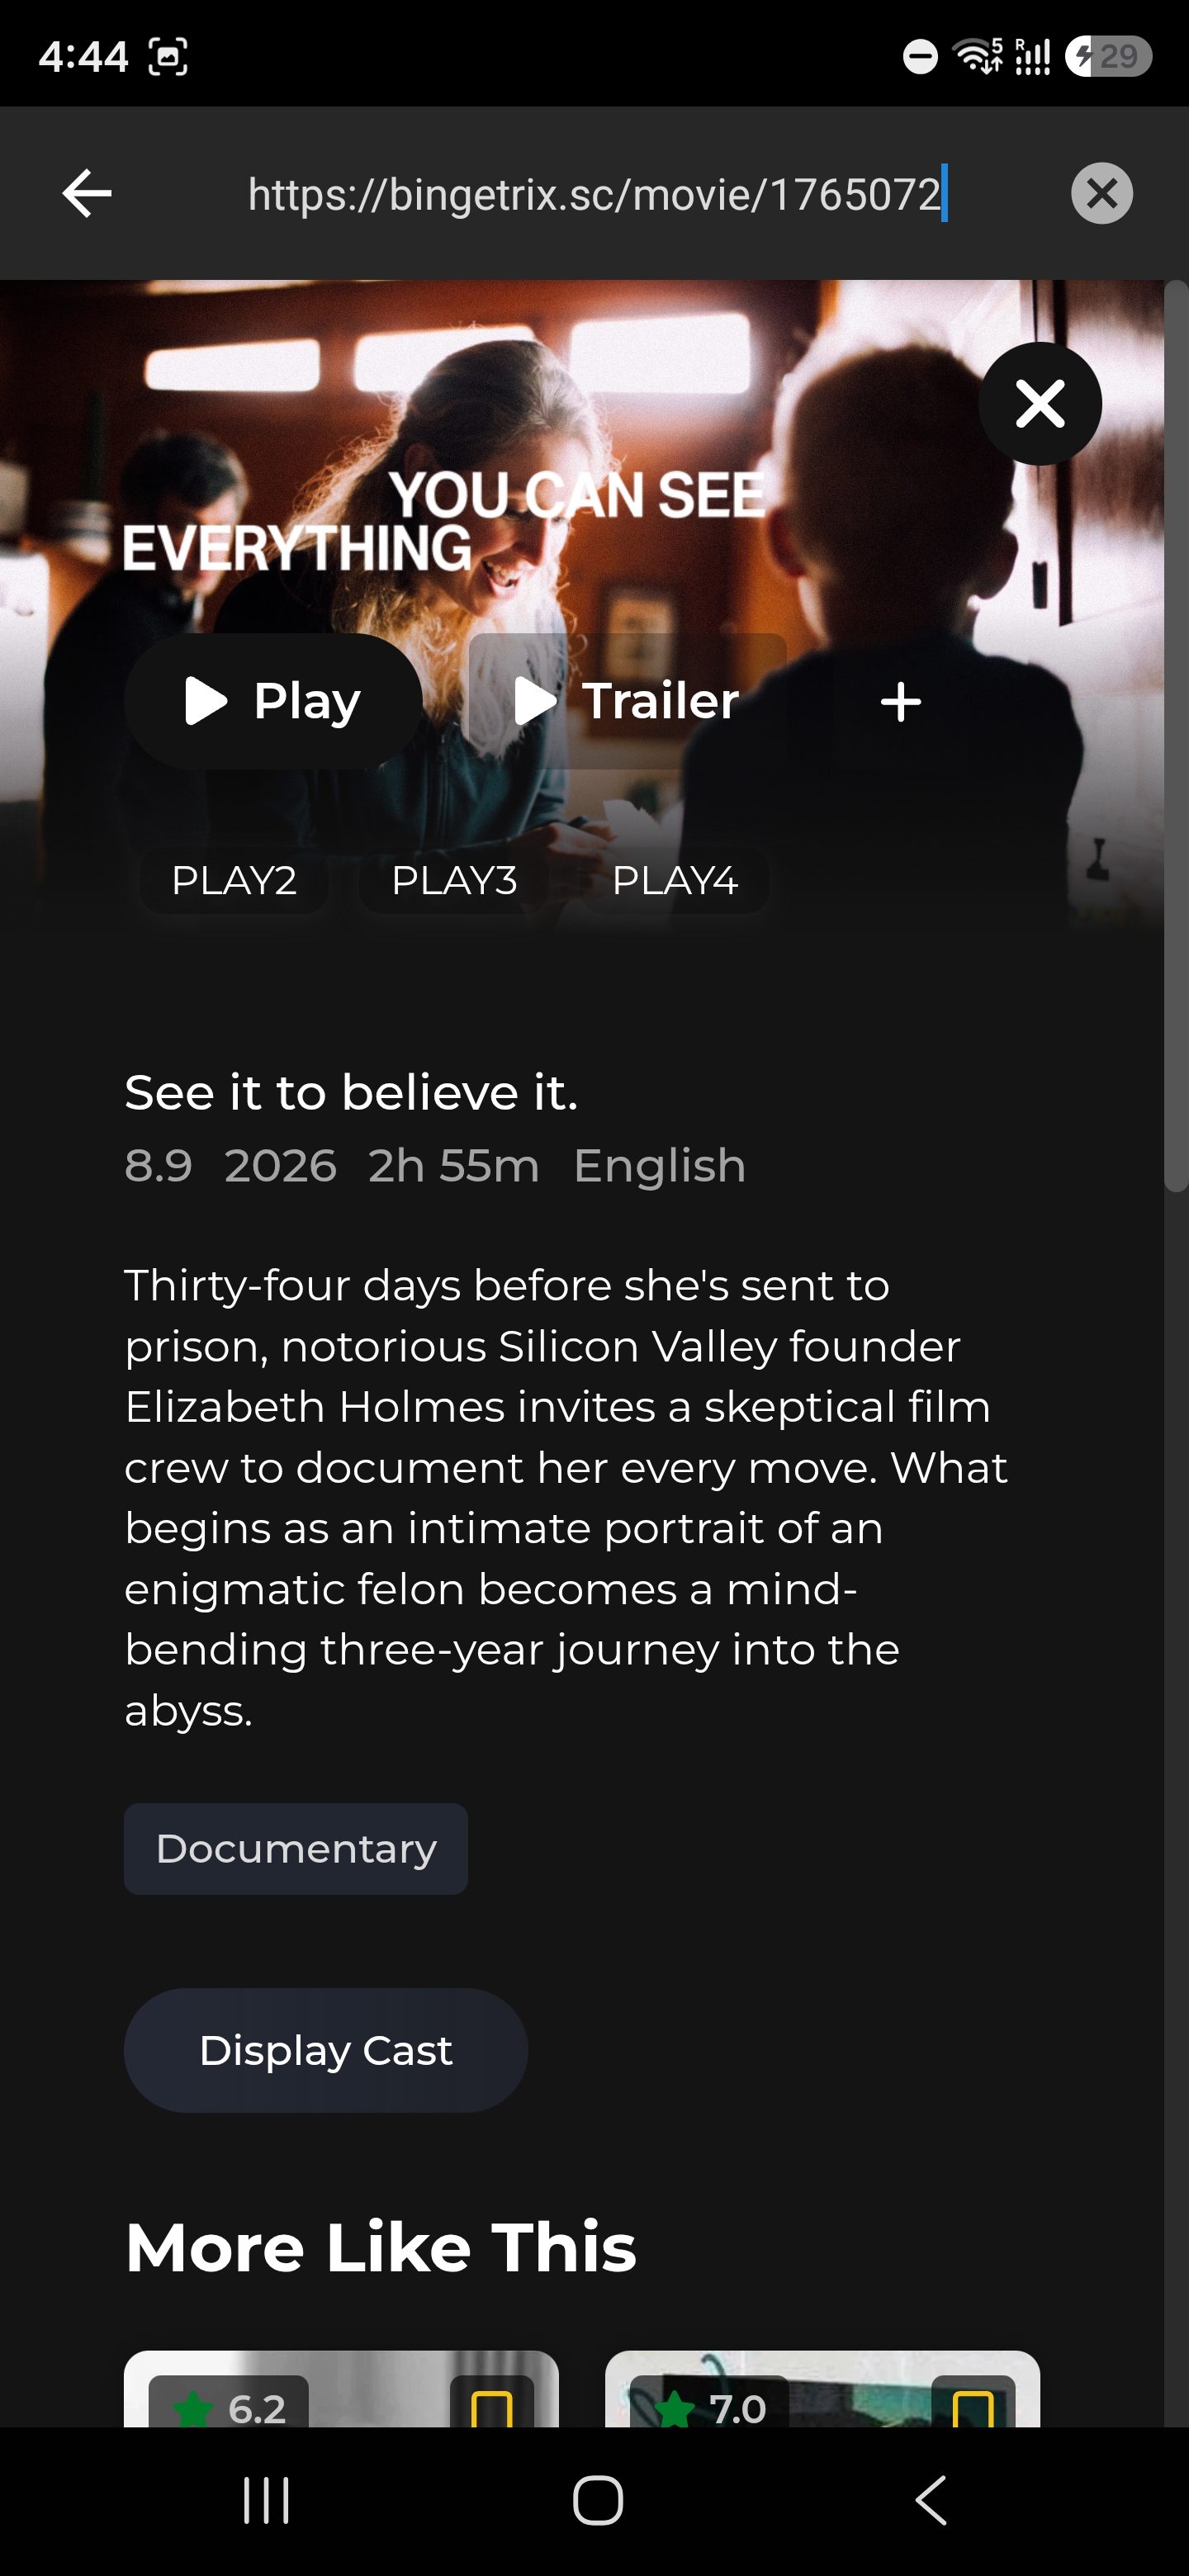 4:44
5
R
29
https://bingetrix.sc/movie/1765072
YOU CAN SEE
EVERYTHING
Play
Trailer
PLAY2
PLAY3
PLAY4
See it to believe it.
8.9 2026 2h 55m English
Thirty-four days before she's sent to
prison, notorious Silicon Valley founder
Elizabeth Holmes invites a skeptical film
crew to document her every move. What
begins as an intimate portrait of an
enigmatic felon becomes a mind-
bending three-year journey into the
abyss.
Documentary
Display Cast
More Like This
6.2
7.0